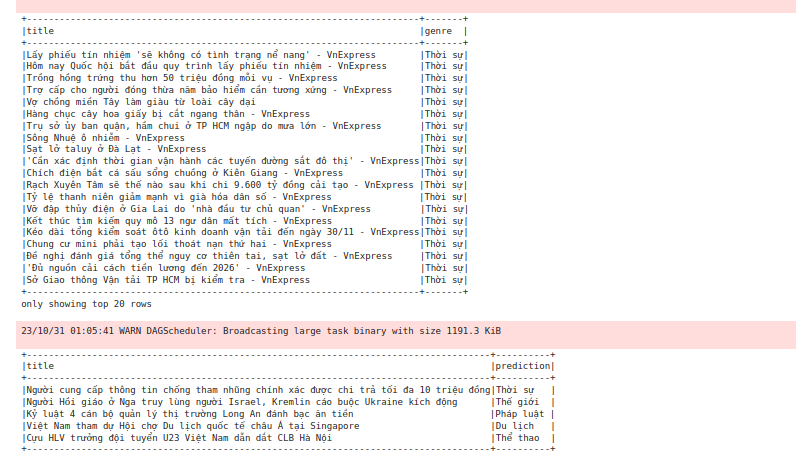 +--------------------------------------------------------------------------+-------+
|title |genre |
+--------------------------------------------------------------------------+-------+
|Lấy phiếu tín nhiệm 'sẽ không có tình trạng nể nang' - VnExpress |Thời sự|
|Hôm nay Quốc hội bắt đầu quy trình lấy phiếu tín nhiệm - VnExpress |Thời sự|
|Trồng hồng trứng thu hơn 50 triệu đồng mỗi vụ - VnExpress |Thời sự|
|Trợ cấp cho người đóng thừa năm bảo hiểm cần tương xứng - VnExpress |Thời sự|
|Vợ chồng miền Tây làm giàu từ loài cây dại |Thời sự|
|Hàng chục cây hoa giấy bị cắt ngang thân - VnExpress |Thời sự|
|Trụ sở ủy ban quận, hầm chui ở TP HCM ngập do mưa lớn - VnExpress |Thời sự|
|Sông Nhuệ ô nhiễm - VnExpress |Thời sự|
|Sạt lở taluy ở Đà Lạt - VnExpress |Thời sự|
|'Cần xác định thời gian vận hành các tuyến đường sắt đô thị' - VnExpress|Thời sự|
|Chích điện bắt cá sấu sổng chuồng ở Kiên Giang - VnExpress |Thời sự|
|Rạch Xuyên Tâm sẽ thế nào sau khi chi 9.600 tỷ đồng cải tạo - VnExpress |Thời sự|
|Tỷ lệ thanh niên giảm mạnh vì già hóa dân số - VnExpress |Thời sự|
|Vỡ đập thủy điện ở Gia Lai do 'nhà đầu tư chủ quan' - VnExpress |Thời sự|
|Kết thúc tìm kiếm quy mô 13 ngư dân mất tích - VnExpress |Thời sự|
|Kéo dài tổng kiểm soát ôtô kinh doanh vận tải đến ngày 30/11 - VnExpress|Thời sự|
|Chung cư mini phải tạo lối thoát nạn thứ hai - VnExpress |Thời sự|
|Đề nghị đánh giá tổng thể nguy cơ thiên tai, sạt lở đất - VnExpress |Thời sự|
|'Đủ nguồn cải cách tiền lương đến 2026' - VnExpress |Thời sự|
|Sở Giao thông Vận tải TP HCM bị kiểm tra - VnExpress |Thời sự|
+--------------------------------------------------------------------------+-------+
only showing top 20 rows
23/10/31 01:05:41 WARN DAGScheduler: Broadcasting large task binary with size 1191.3 KiB
+---------------------------------------------------------------------------------------+----------+
|title |prediction|
+---------------------------------------------------------------------------------------+----------+
|Người cung cấp thông tin chống tham nhũng chính xác được chi trả tối đa 10 triệu đồng|Thời sự |
|Người Hồi giáo ở Nga truy lùng người Israel, Kremlin cáo buộc Ukraine kích động |Thế giới |
|Kỷ luật 4 cán bộ quản lý thị trường Long An đánh bạc ăn tiền |Pháp luật |
|Việt Nam tham dự Hội chợ Du lịch quốc tế châu Á tại Singapore |Du lịch |
|Cựu HLV trưởng đội tuyển U23 Việt Nam dẫn dắt CLB Hà Nội |Thể thao |
+---------------------------------------------------------------------------------------+----------+